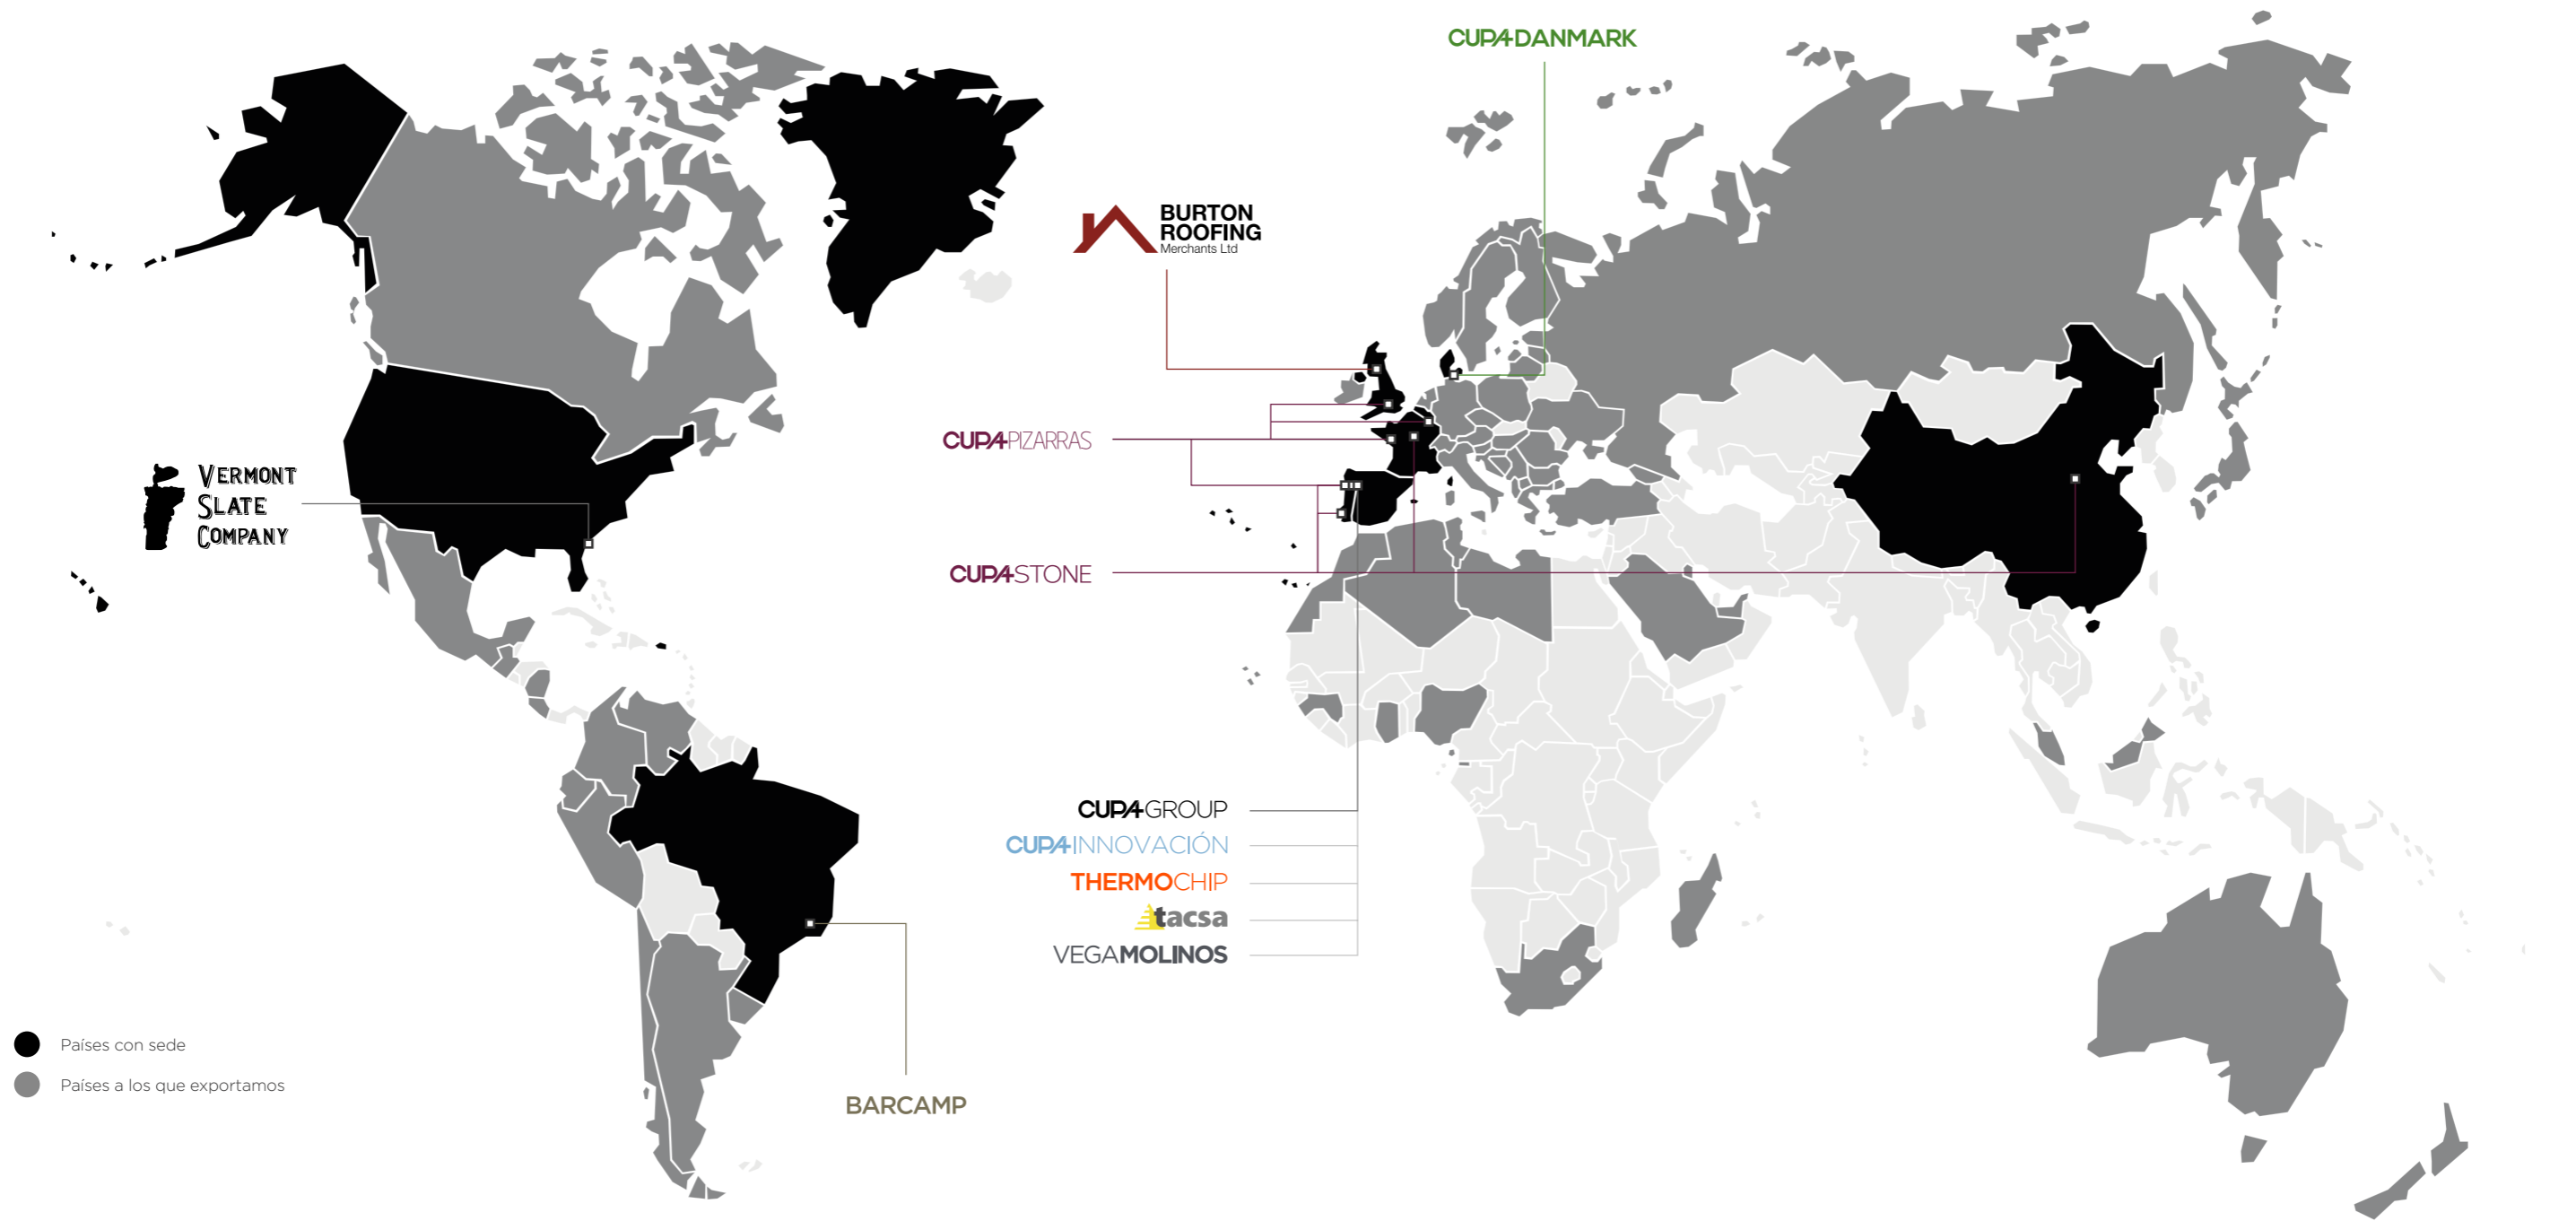 CUPA DANMARK
BURTON
ROOFING
Merchants Ltd
CUPA PIZARRAS
VERMONT
SLATE
COMPANY
CUPA STONE
CUPA GROUP
CUPA INNOVACIÓN
THERMOCHIP
tacsa
VEGAMOLINOS
Países con sede
Países a los que exportamos
BARCAMP